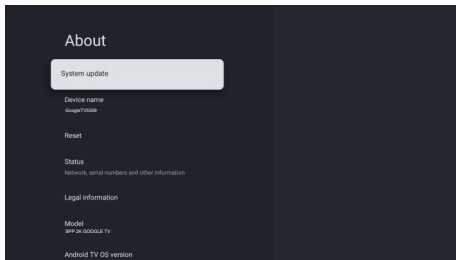 About
System update
Device name
GoogleTV5339
Reset
Status
Network, serial numbers and other information
Legal information
Model
SPP 2K GOOGLE TV
Android TV OS version